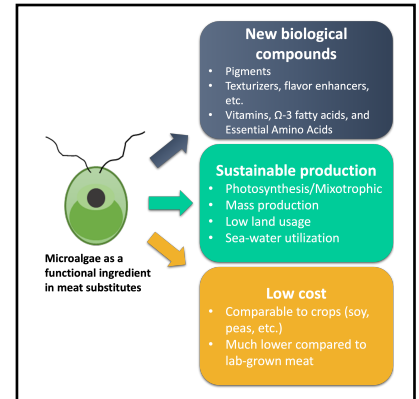 New biological
compounds
• Pigments
• Texturizers, flavor enhancers,
etc.
• Vitamins, Ω-3 fatty acids, and
Essential Amino Acids
Sustainable production
• Photosynthesis/Mixotrophic
• Mass production
• Low land usage
• Sea-water utilization
Microalgae as a
functional ingredient
in meat substitutes
Low cost
• Comparable to crops (soy,
peas, etc.)
• Much lower compared to
lab-grown meat